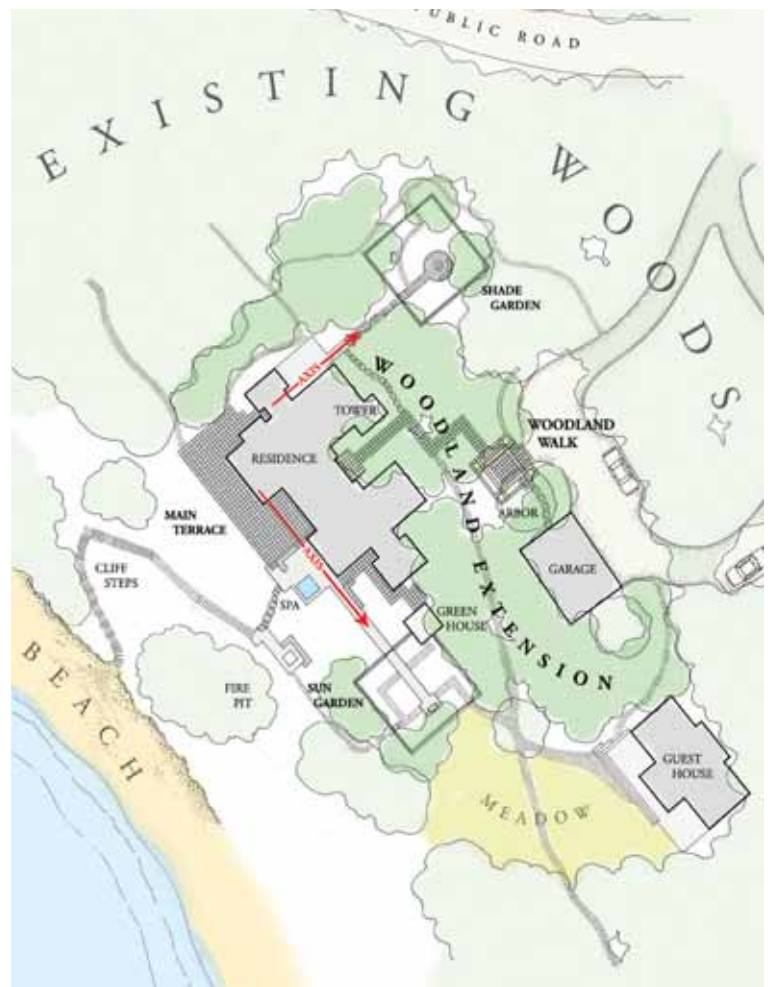 PUBLIC ROAD
EXISTING WOODS
SHADE
GARDEN
AXIS
WOODLAND EXTENSION
TOWER
WOODLAND
WALK
RESIDENCE
ARBOR
MAIN
TERRACE
AXIS
GARAGE
CLIFF
STEPS
SPA
GREEN
HOUSE
BEACH
FIRE
PIT
SUN
GARDEN
GUEST
HOUSE
MEADOW